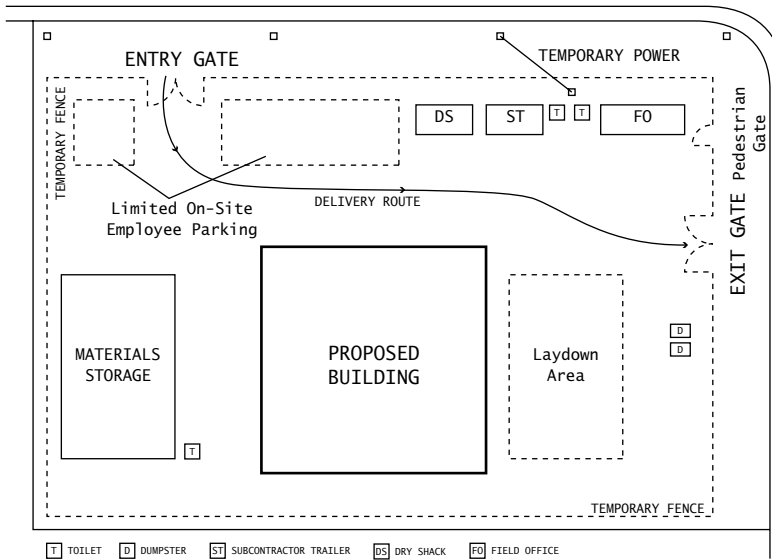 ENTRY GATE
TEMPORARY POWER
TEMPORARY FENCE
DS
ST
T
T
FO
Pedestrian
Gate
Limited On-Site
Employee Parking
DELIVERY ROUTE
EXIT GATE
MATERIALS
STORAGE
PROPOSED
BUILDING
Laydown
Area
D
D
T
TEMPORARY FENCE
T TOILET
D DUMPSTER
ST SUBCONTRACTOR TRAILER
DS DRY SHACK
FO FIELD OFFICE